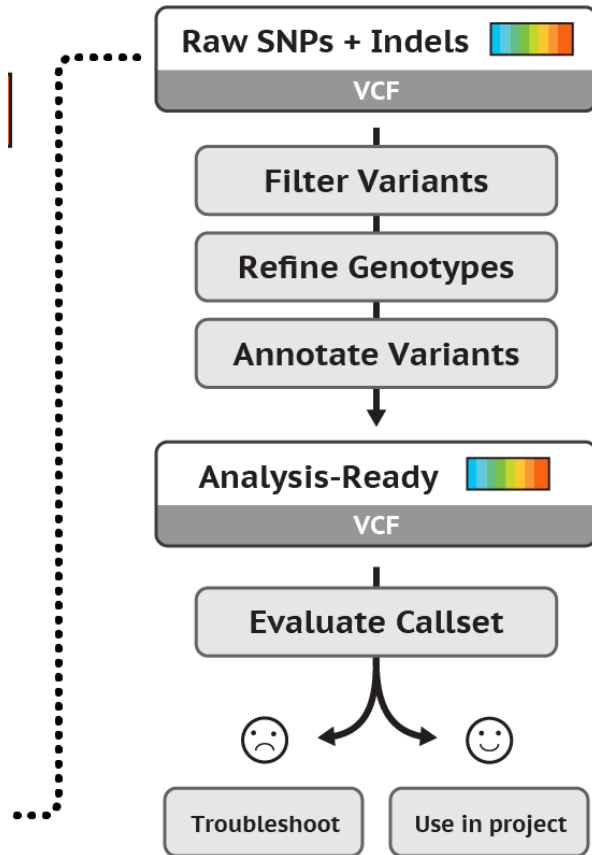 Raw SNPs + Indels
VCF
Filter Variants
Refine Genotypes
Annotate Variants
Analysis-Ready
VCF
Evaluate Callset
Troubleshoot
Use in project